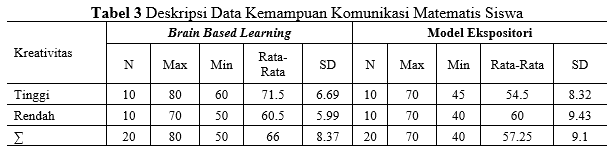 Tabel 3 Deskripsi Data Kemampuan Komunikasi Matematis Siswa
Kreativitas Brain Based Learning Model Ekspositori
N Max Min Rata-Rata SD N Max Min Rata-Rata SD
Tinggi 10 80 60 71.5 6.69 10 70 45 54.5 8.32
Rendah 10 70 50 60.5 5.99 10 70 40 60 9.43
∑ 20 80 50 66 8.37 20 70 40 57.25 9.1